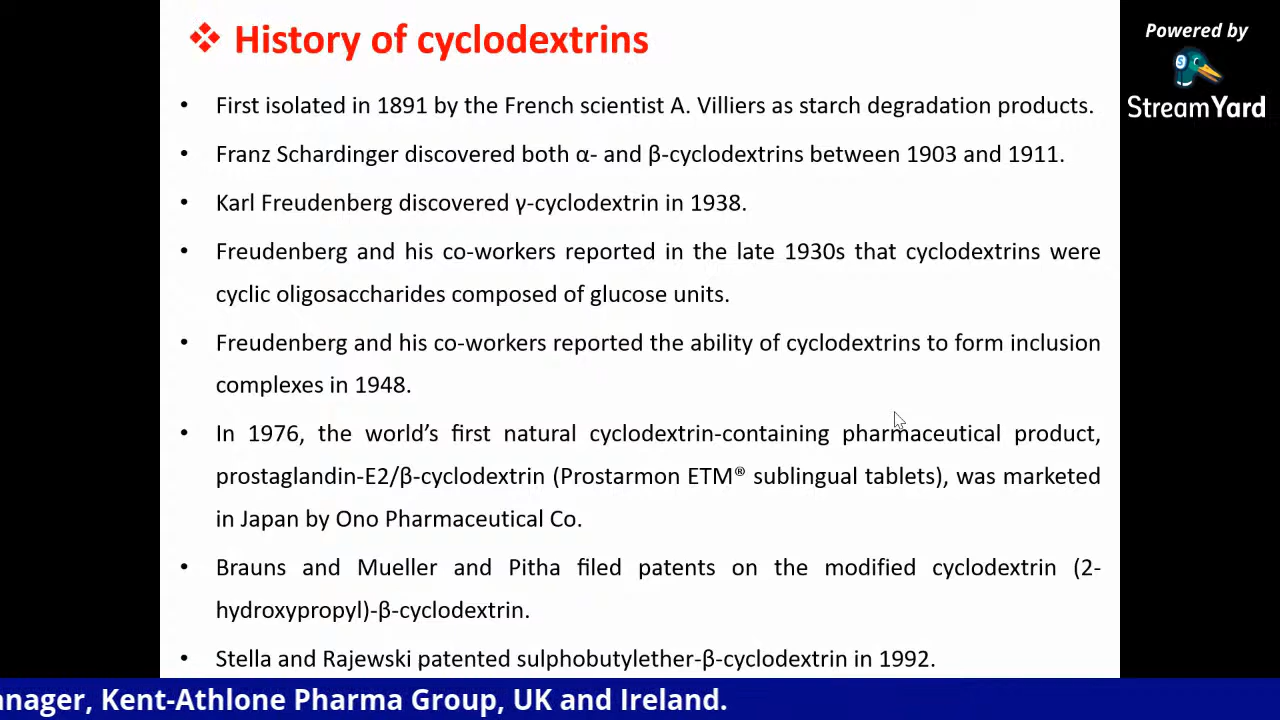 ❖ History of cyclodextrins
Powered by
StreamYard
• First isolated in 1891 by the French scientist A. Villiers as starch degradation products.
• Franz Schardinger discovered both α- and β-cyclodextrins between 1903 and 1911.
• Karl Freudenberg discovered γ-cyclodextrin in 1938.
• Freudenberg and his co-workers reported in the late 1930s that cyclodextrins were
cyclic oligosaccharides composed of glucose units.
• Freudenberg and his co-workers reported the ability of cyclodextrins to form inclusion
complexes in 1948.
• In 1976, the world’s first natural cyclodextrin-containing pharmaceutical product,
prostaglandin-E2/β-cyclodextrin (Prostarmon ETM® sublingual tablets), was marketed
in Japan by Ono Pharmaceutical Co.
• Brauns and Mueller and Pitha filed patents on the modified cyclodextrin (2-
hydroxypropyl)-β-cyclodextrin.
• Stella and Rajewski patented sulphobutylether-β-cyclodextrin in 1992.
anager, Kent-Athlone Pharma Group, UK and Ireland.